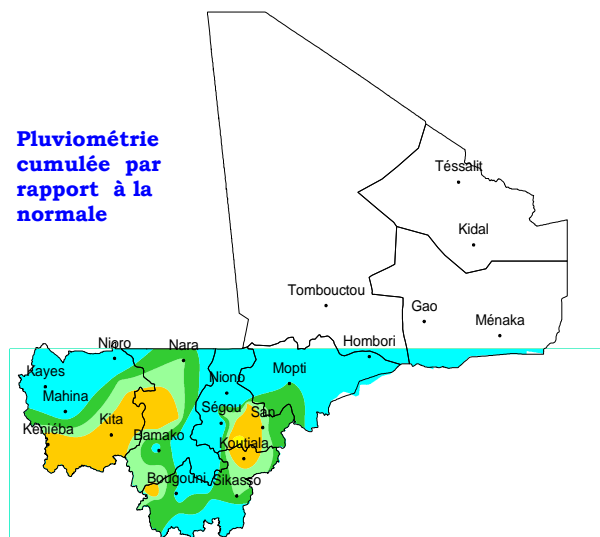 Pluviométrie
cumulée par
rapport à la
normale
Téssalit
Kidal
Tombouctou
Gao
Ménaka
Hombori
Nioro
Nara
Kayes
Niono
Mopti
Mahina
Ségou
San
Kéniéba
Kita
Bamako
Koutiala
Bougouni
Sikasso